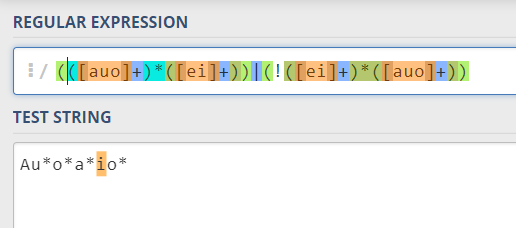 REGULAR EXPRESSION
/ (([auo]+)*([ei]+))|(!([ei]+)*([auo]+))
TEST STRING
Au*o*a*io*